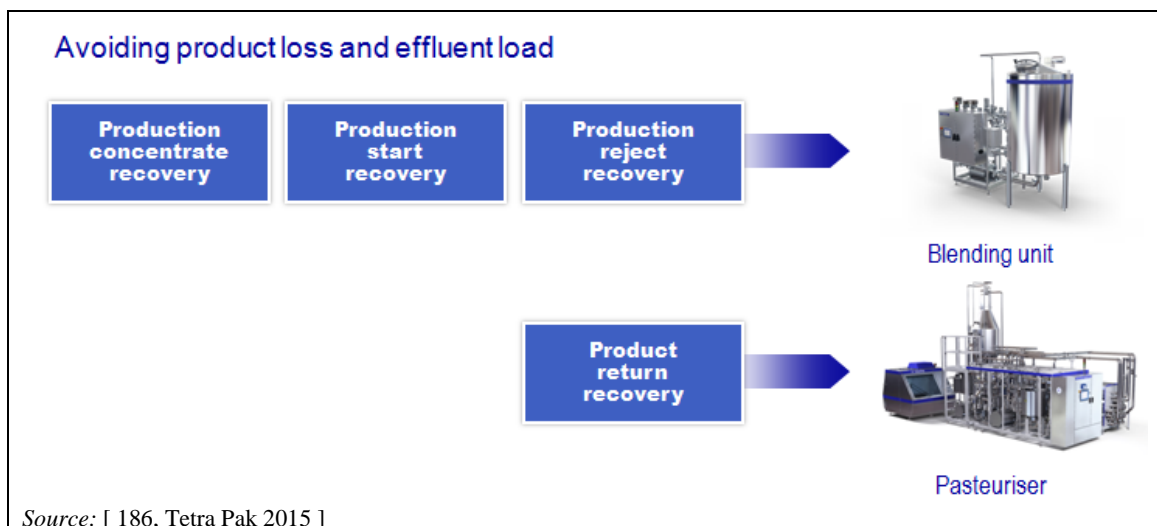 Avoiding product loss and effluent load
Production
concentrate
recovery
Production
start
recovery
Production
reject
recovery
Blending unit
Product
return
recovery
Pasteuriser
Source: [ 186, Tetra Pak 2015 ]